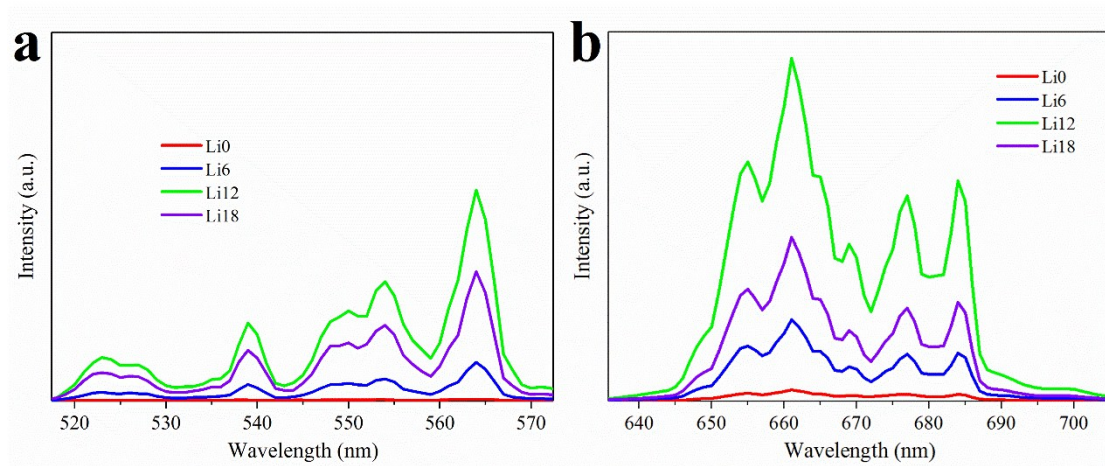 a
Intensity (a.u.)
Li0
Li6
Li12
Li18
520 530 540 550 560 570
Wavelength (nm)
b
Intensity (a.u.)
Li0
Li6
Li12
Li18
640 650 660 670 680 690 700
Wavelength (nm)